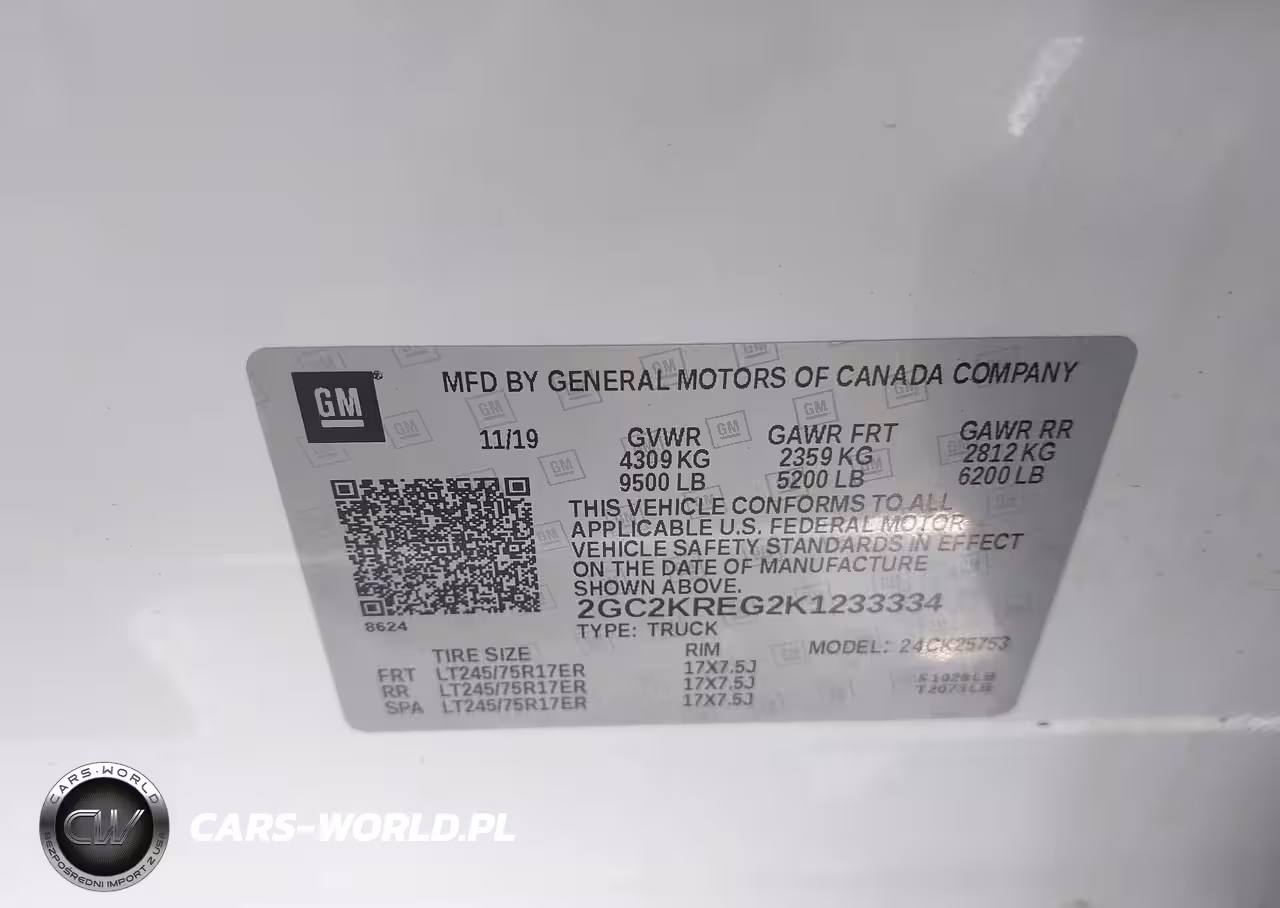 GM
MFD BY GENERAL MOTORS OF CANADA COMPANY
11/19
GVWR GAWR FRT GAWR RR
4309 KG 2359 KG 2812 KG
9500 LB 5200 LB 6200 LB
THIS VEHICLE CONFORMS TO ALL
APPLICABLE U.S. FEDERAL MOTOR
VEHICLE SAFETY STANDARDS IN EFFECT
ON THE DATE OF MANUFACTURE
SHOWN ABOVE.
2GC2KREG2K1233334
8624
TYPE: TRUCK MODEL: 24CK25753
TIRE SIZE RIM
FRT LT245/75R17ER 17X7.5J
RR LT245/75R17ER 17X7.5J
SPA LT245/75R17ER 17X7.5J
CARS-WORLD
CW
BEZPOŚREDNI IMPORT Z USA
CARS-WORLD.PL